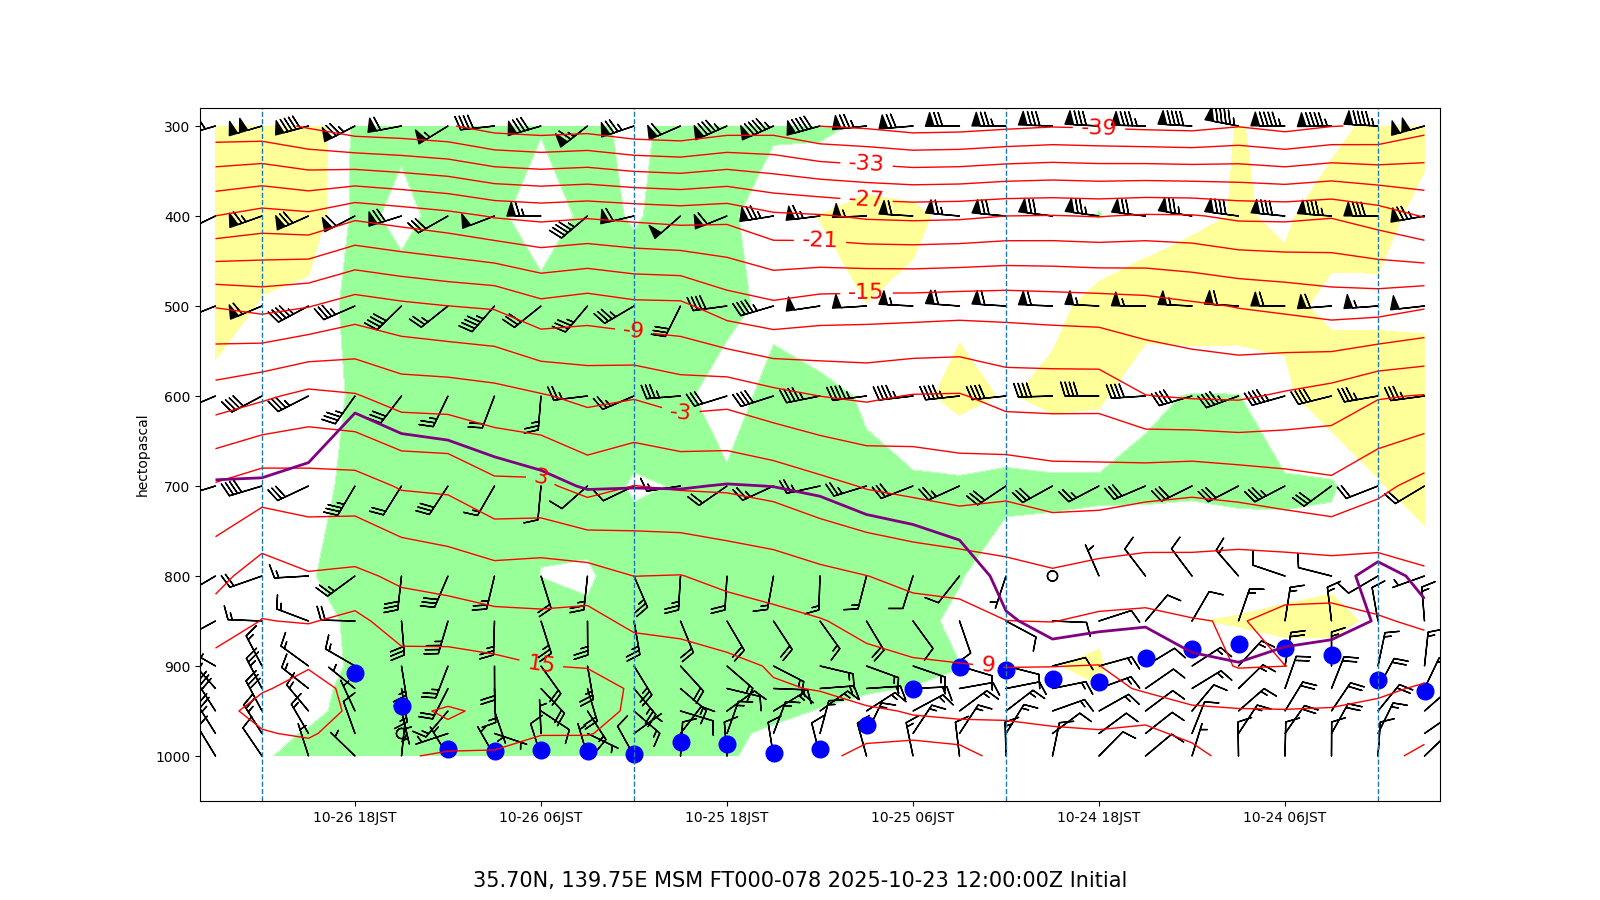 300
400
500
600
700
800
900
1000
hectopascal
-39
-33
-27
-21
-15
-9
-3
3
15
9
10-26 18JST
10-26 06JST
10-25 18JST
10-25 06JST
10-24 18JST
10-24 06JST
35.70N, 139.75E MSM FT000-078 2025-10-23 12:00:00Z Initial